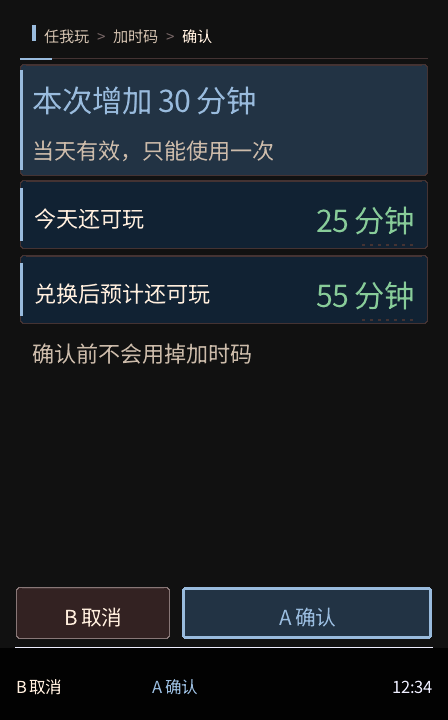 任我玩 > 加时码 > 确认
本次增加 30 分钟
当天有效，只能使用一次
今天还可玩 25 分钟
兑换后预计还可玩 55 分钟
确认前不会用掉加时码
B 取消 A 确认
B 取消 A 确认 12:34